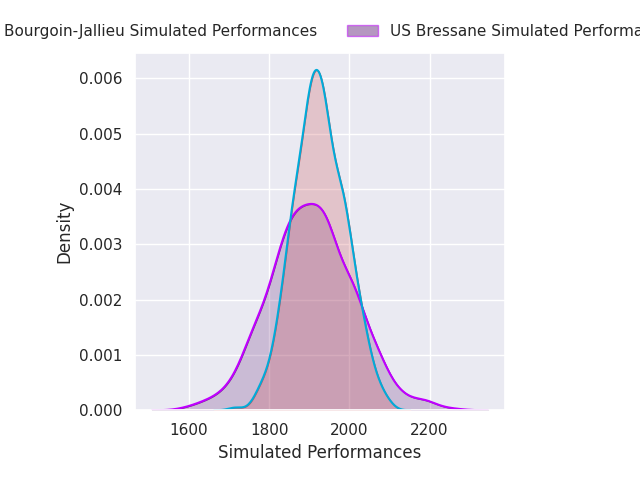 Bourgoin-Jallieu Simulated Performances
US Bressane Simulated
0.006
0.005
0.004
0.003
0.002
0.001
0.000
Density
1600 1800 2000 2200
Simulated Performances